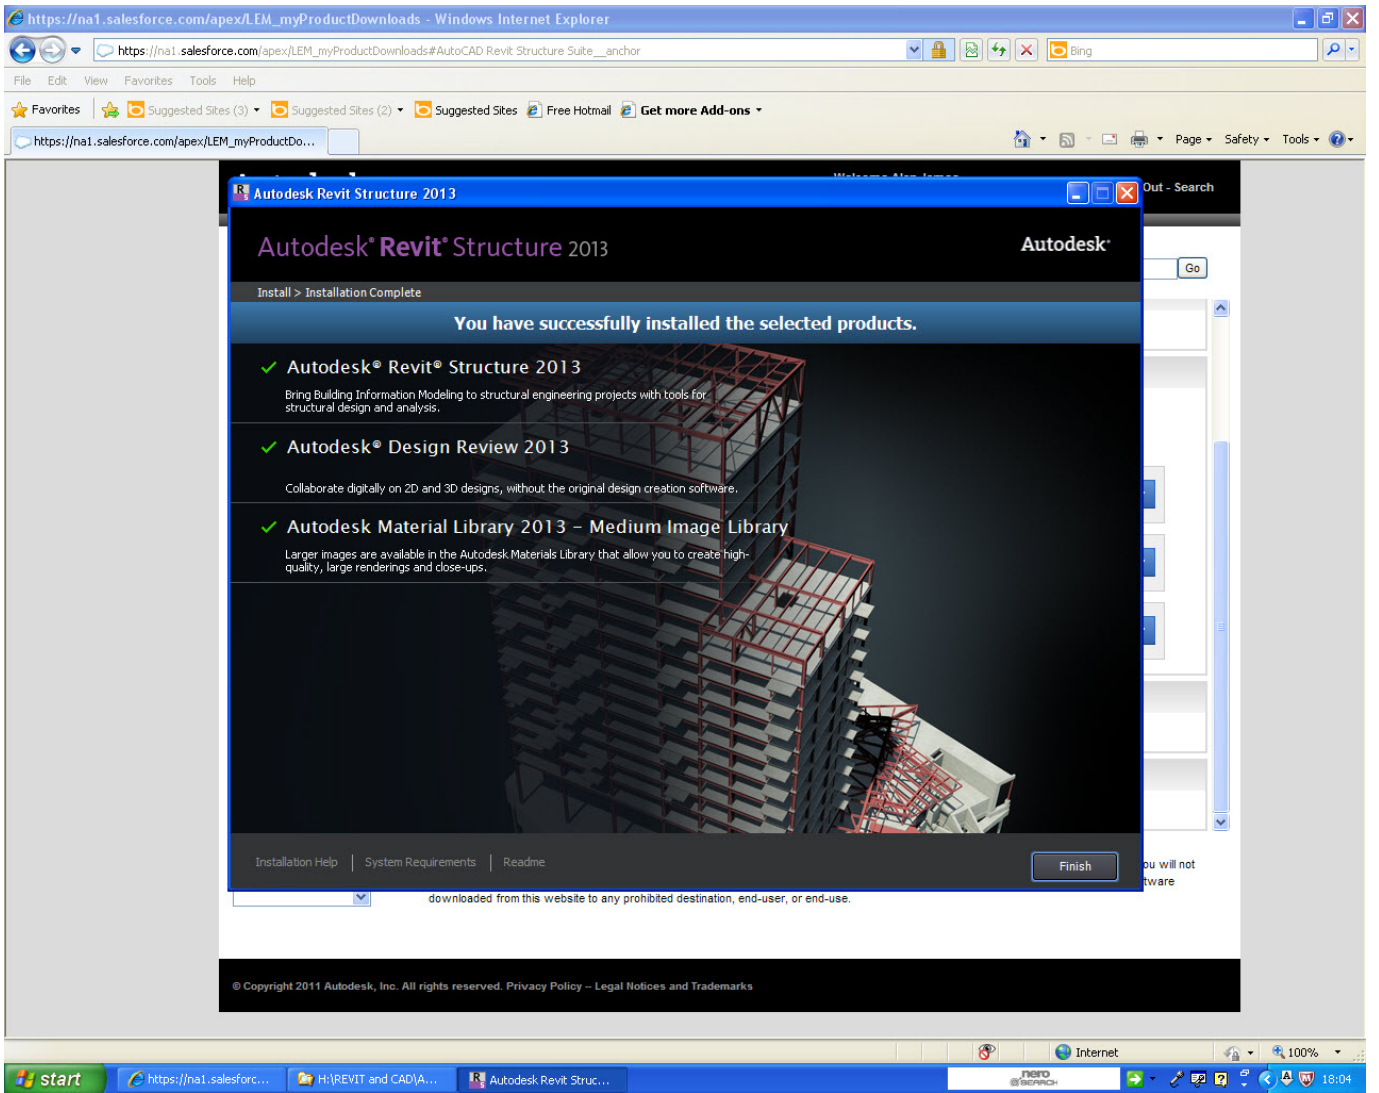 https://na1.salesforce.com/apex/LEM_myProductDownloads - Windows Internet Explorer
https://na1.salesforce.com/apex/LEM_myProductDownloads#AutoCAD Revit Structure Suite__anchor
Bing
File Edit View Favorites Tools Help
Favorites Suggested Sites (3) Suggested Sites (2) Suggested Sites Free Hotmail Get more Add-ons
https://na1.salesforce.com/apex/LEM_myProductDo...
Page Safety Tools
Out - Search
Autodesk Revit Structure 2013
Autodesk® Revit® Structure 2013
Autodesk®
Go
Install > Installation Complete
You have successfully installed the selected products.
Autodesk® Revit® Structure 2013
Bring Building Information Modeling to structural engineering projects with tools for
structural design and analysis.
Autodesk® Design Review 2013
Collaborate digitally on 2D and 3D designs, without the original design creation software.
Autodesk Material Library 2013 – Medium Image Library
Larger images are available in the Autodesk Materials Library that allow you to create high-
quality, large renderings and close-ups.
Installation Help | System Requirements | Readme
Finish
ou will not
tware
downloaded from this website to any prohibited destination, end-user, or end-use.
© Copyright 2011 Autodesk, Inc. All rights reserved. Privacy Policy -- Legal Notices and Trademarks
Internet
100%
start
https://na1.salesforc...
H:\REVIT and CAD\A...
Autodesk Revit Struc...
nero
SEARCH
18:04